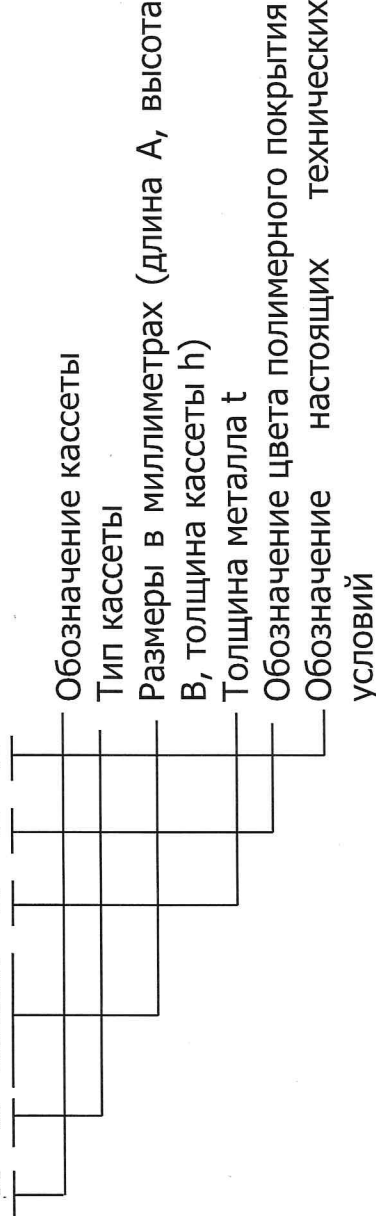 Обозначение кассеты
Тип кассеты
Размеры в миллиметрах (длина А, высота
В, толщина кассеты h)
Толщина металла t
Обозначение цвета полимерного покрытия
Обозначение настоящих технических
условий